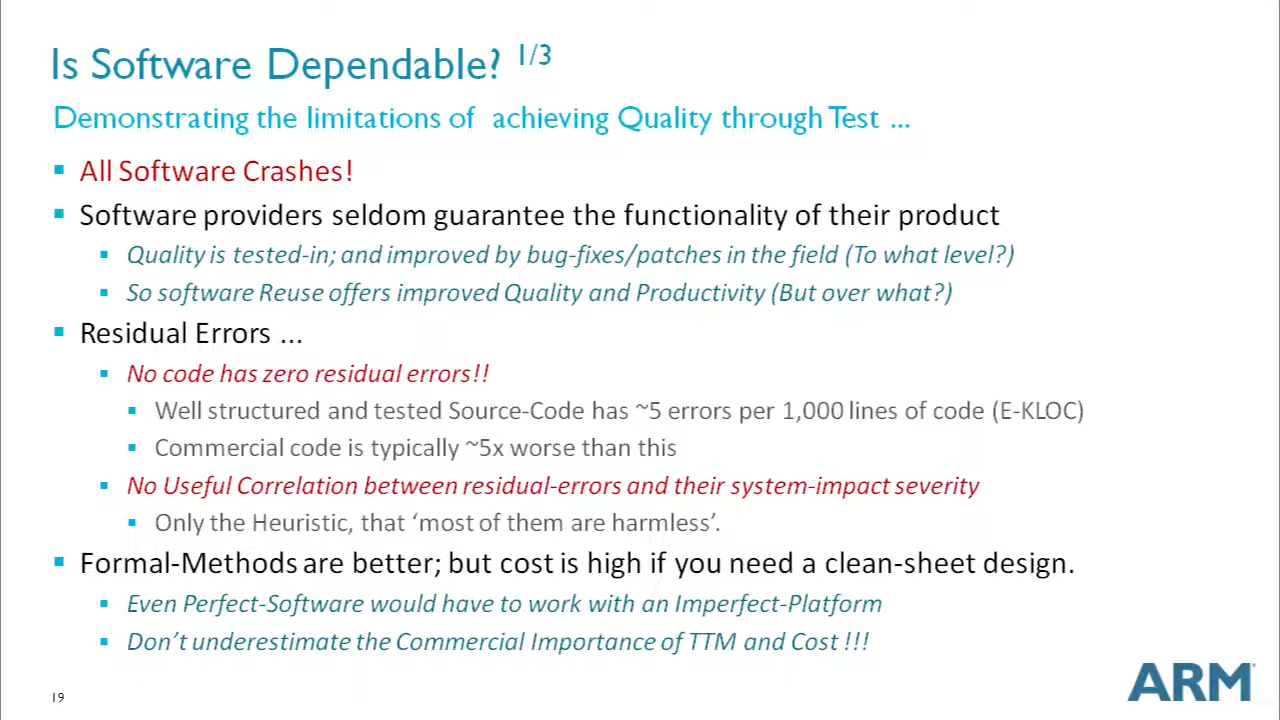 Is Software Dependable? 1/3
Demonstrating the limitations of achieving Quality through Test ...
All Software Crashes!
Software providers seldom guarantee the functionality of their product
Quality is tested-in; and improved by bug-fixes/patches in the field (To what level?)
So software Reuse offers improved Quality and Productivity (But over what?)
Residual Errors ...
No code has zero residual errors!!
Well structured and tested Source-Code has ~5 errors per 1,000 lines of code (E-KLOC)
Commercial code is typically ~5x worse than this
No Useful Correlation between residual-errors and their system-impact severity
Only the Heuristic, that ‘most of them are harmless’.
Formal-Methods are better; but cost is high if you need a clean-sheet design.
Even Perfect-Software would have to work with an Imperfect-Platform
Don’t underestimate the Commercial Importance of TTM and Cost !!!
19
ARM